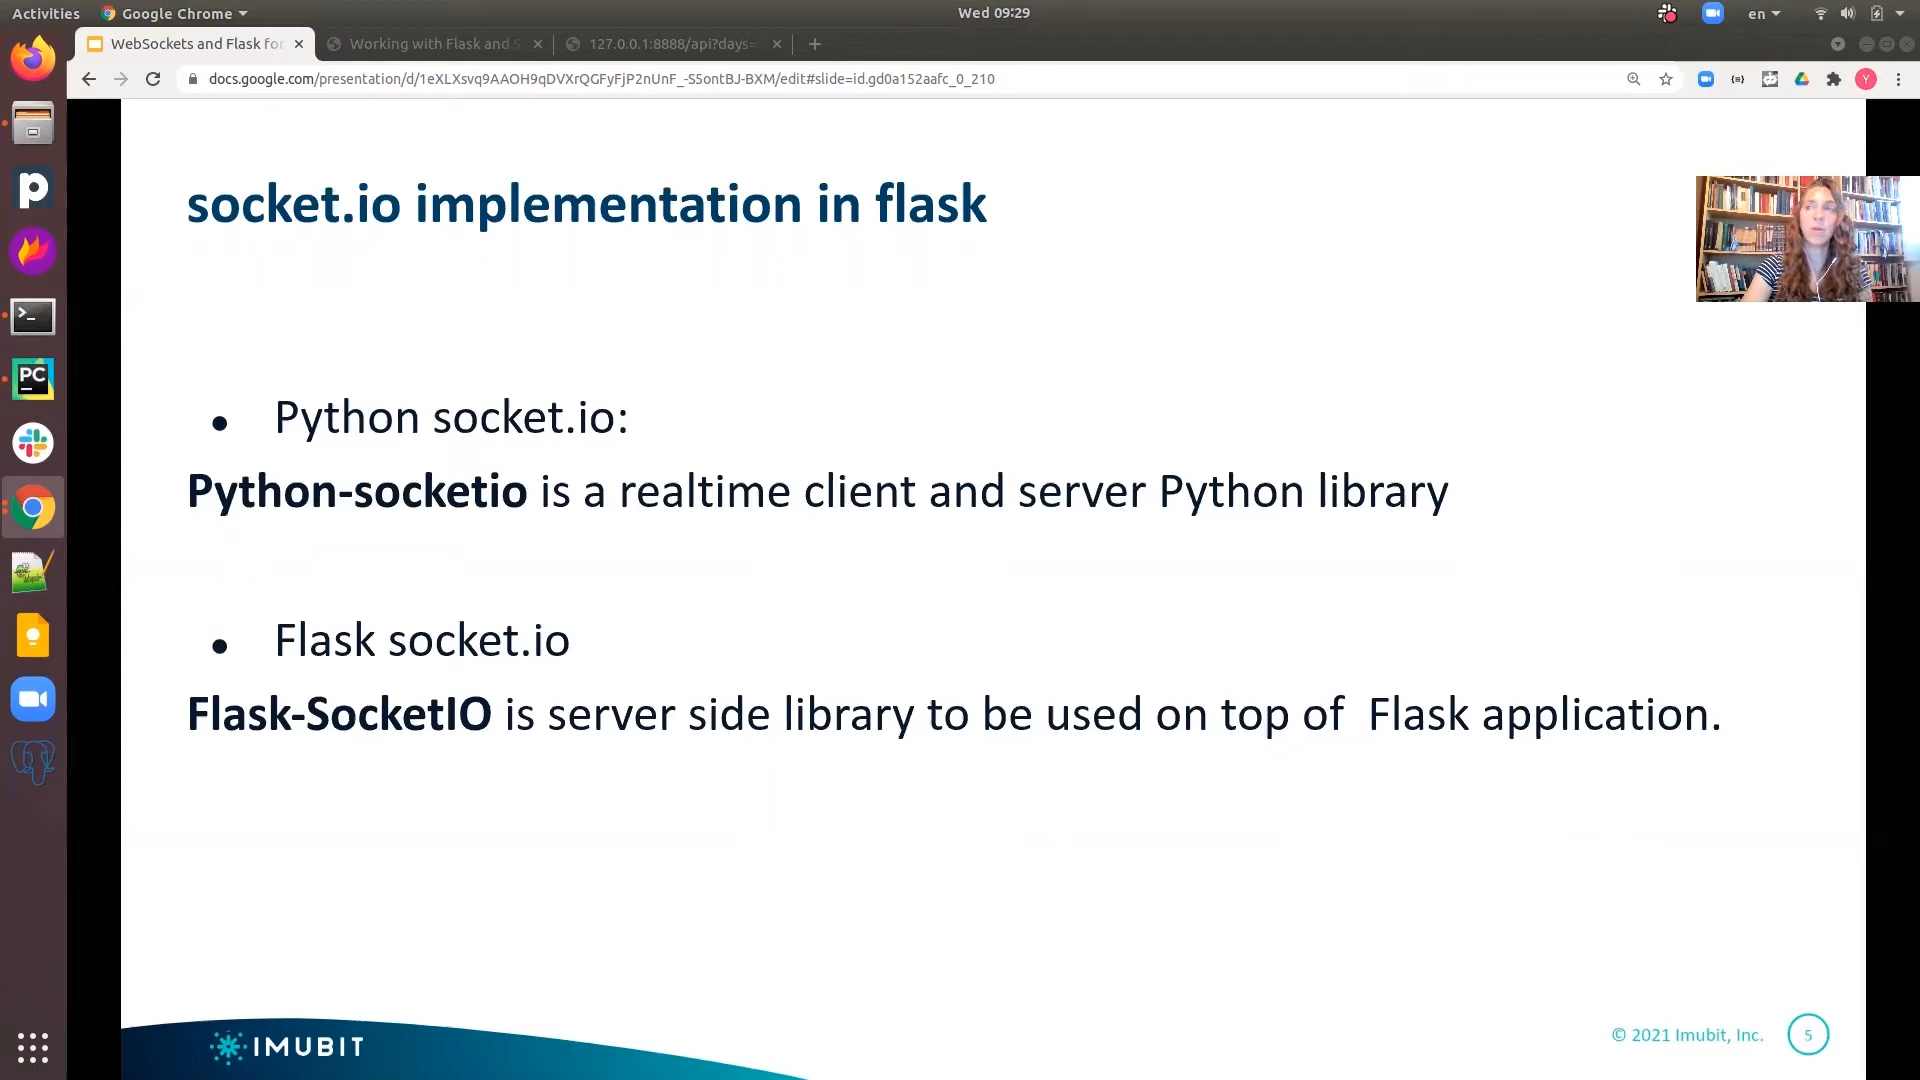 Activities
Google Chrome
Wed 09:29
en
WebSockets and Flask for
Working with Flask and S
127.0.0.1:8888/api?days=
docs.google.com/presentation/d/1eXLXsvq9AAOH9qDVXrQGFyFjP2nUnF_-S5ontBJ-BXM/edit#slide=id.gd0a152aafc_0_210
Y
socket.io implementation in flask
● Python socket.io:
Python-socketio is a realtime client and server Python library
● Flask socket.io
Flask-SocketIO is server side library to be used on top of Flask application.
IMUBIT
© 2021 Imubit, Inc.
5
p
PC